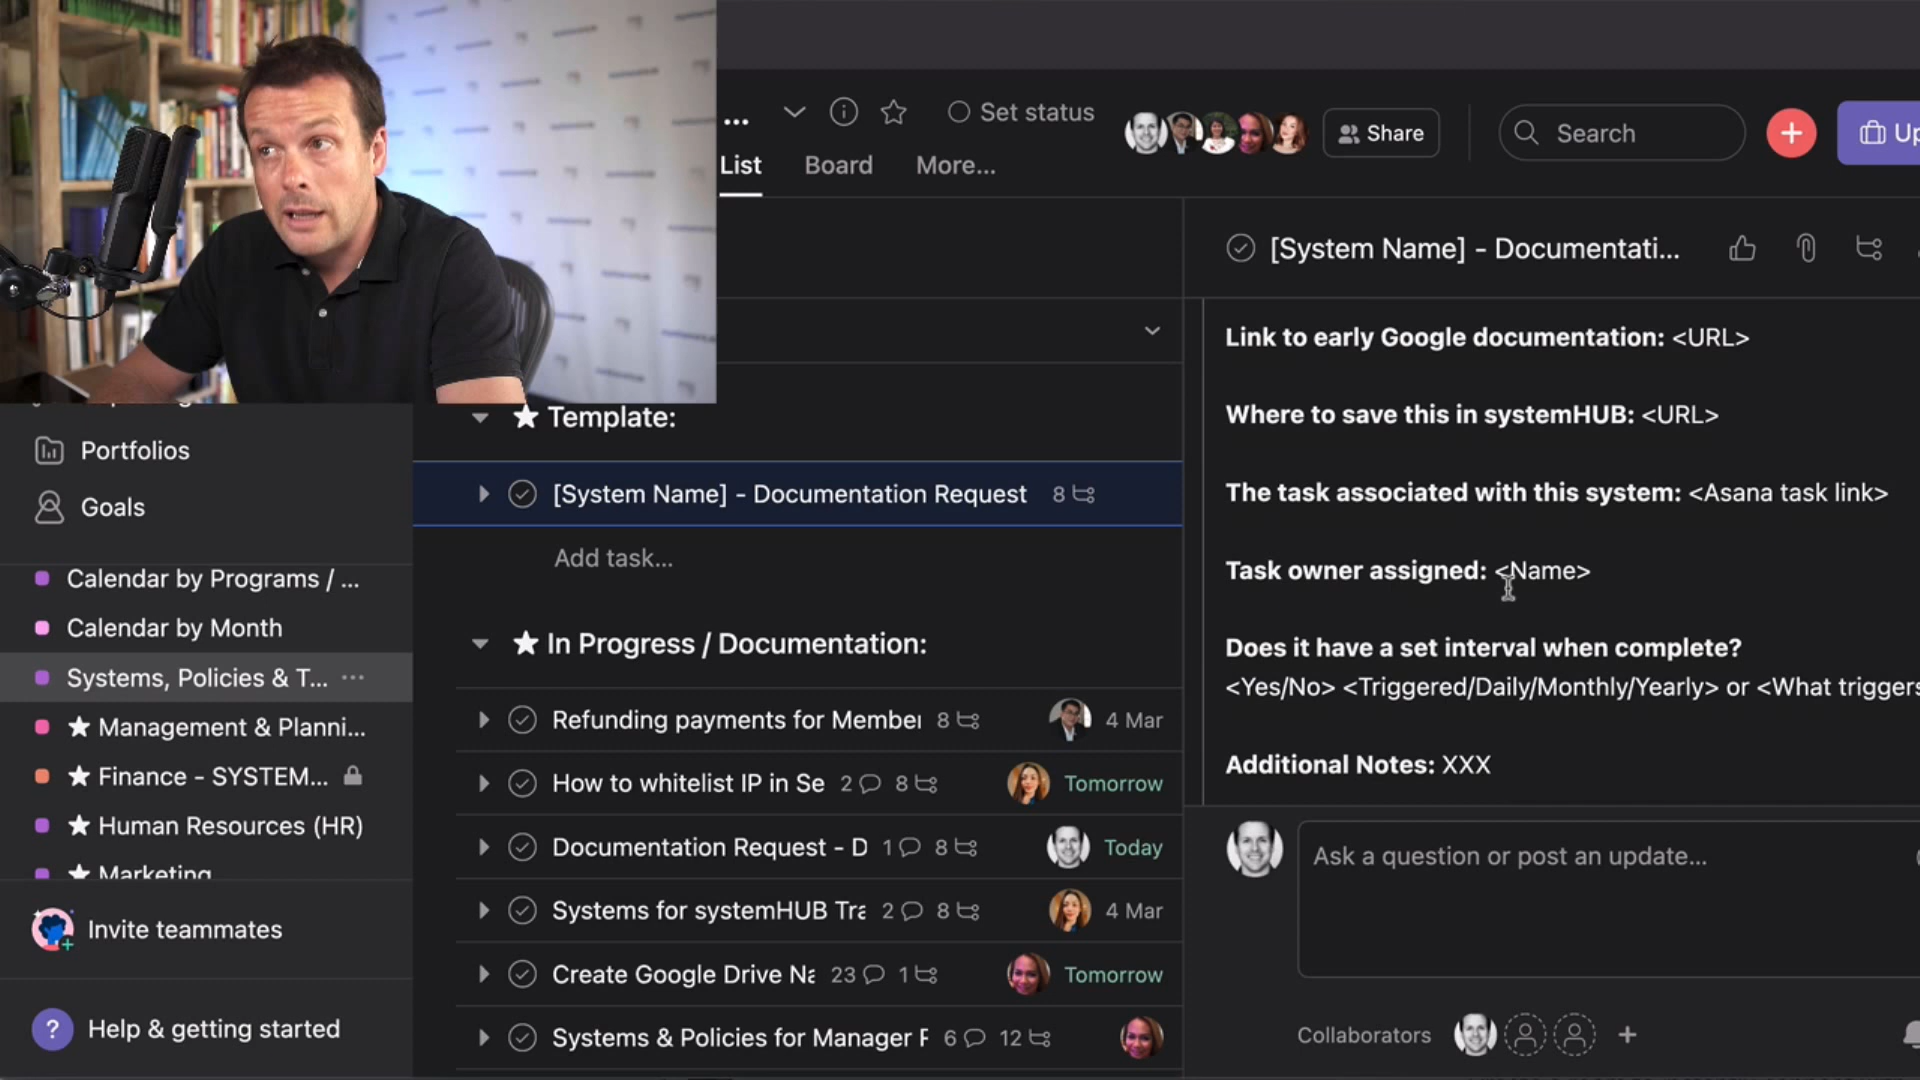 ...
Set status
Share
Search
Up
List
Board
More...
[System Name] - Documentati...
Link to early Google documentation: <URL>
Where to save this in systemHUB: <URL>
The task associated with this system: <Asana task link>
Task owner assigned: <Name>
Does it have a set interval when complete?
<Yes/No> <Triggered/Daily/Monthly/Yearly> or <What triggers
Additional Notes: XXX
Ask a question or post an update...
Collaborators
Portfolios
Goals
Calendar by Programs / ...
Calendar by Month
Systems, Policies & T... ...
★ Management & Planni...
★ Finance - SYSTEM...
★ Human Resources (HR)
★ Marketing
Invite teammates
? Help & getting started
★ Template:
[System Name] - Documentation Request 8
Add task...
★ In Progress / Documentation:
Refunding payments for Member 8 4 Mar
How to whitelist IP in Se 2 8 Tomorrow
Documentation Request - D 1 8 Today
Systems for systemHUB Tra 2 8 4 Mar
Create Google Drive Na 23 1 Tomorrow
Systems & Policies for Manager F 6 12